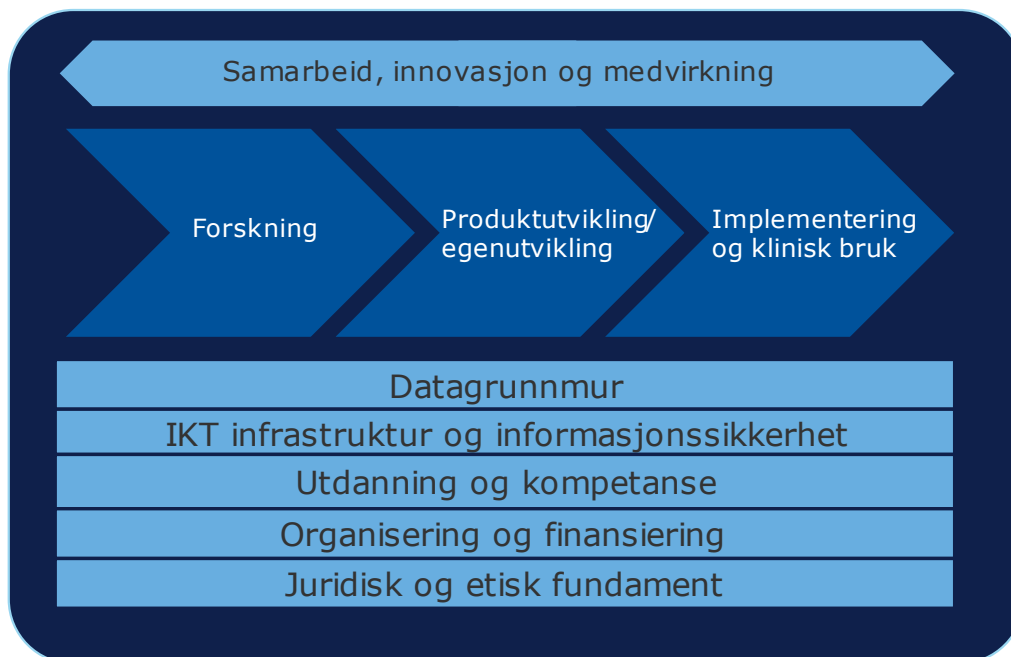 Samarbeid, innovasjon og medvirkning
Forskning
Produktutvikling/
egenutvikling
Implementering
og klinisk bruk
Datagrunnmur
IKT infrastruktur og informasjonssikkerhet
Utdanning og kompetanse
Organisering og finansiering
Juridisk og etisk fundament